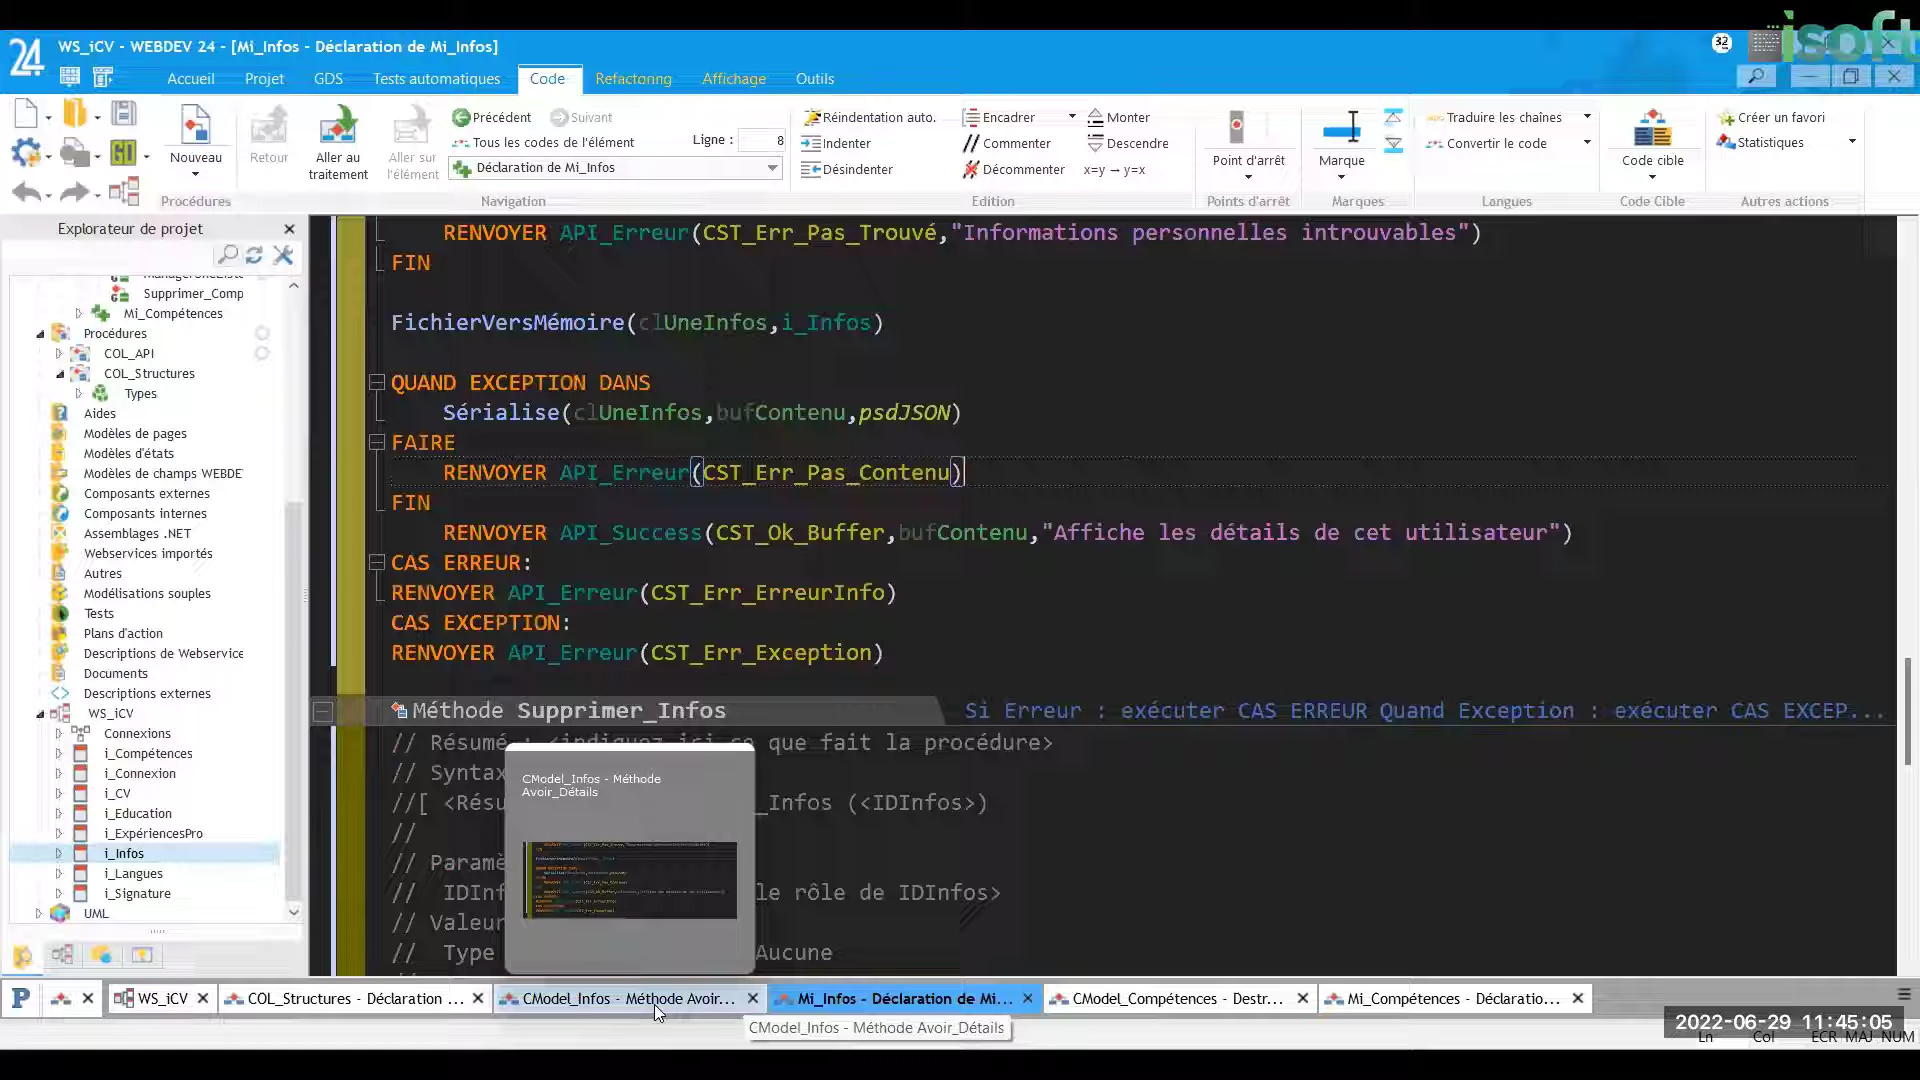 isoft
24
WS_iCV - WEBDEV 24 - [Mi_Infos - Déclaration de Mi_Infos]
32
Accueil
Projet
GDS
Tests automatiques
Code
Refactoring
Affichage
Outils
Nouveau
Procédures
Retour
Aller au
traitement
Aller sur
l'élément
Précédent
Suivant
Tous les codes de l'élément
Ligne :
8
Déclaration de Mi_Infos
Navigation
Réindentation auto.
Indenter
Désindenter
Encadrer
Commenter
Décommenter
Monter
Descendre
x=y→y=x
Edition
Point d'arrêt
Points d'arrêt
Marque
Marques
Traduire les chaînes
Convertir le code
Langues
Code cible
Code Cible
Créer un favori
Statistiques
Autres actions
Explorateur de projet
Supprimer_Comp
Mi_Compétences
Procédures
COL_API
COL_Structures
Types
Aides
Modèles de pages
Modèles d'états
Modèles de champs WEBDE
Composants externes
Composants internes
Assemblages .NET
Webservices importés
Autres
Modélisations souples
Tests
Plans d'action
Descriptions de Webservice
Documents
Descriptions externes
WS_iCV
Connexions
i_Compétences
i_Connexion
i_CV
i_Education
i_ExpériencesPro
i_Infos
i_Langues
i_Signature
UML
RENVOYER API_Erreur(CST_Err_Pas_Trouvé,"Informations personnelles introuvables")
FIN
FichierVersMémoire(clUneInfos,i_Infos)
QUAND EXCEPTION DANS
Sérialise(clUneInfos,bufContenu,psdJSON)
FAIRE
RENVOYER API_Erreur(CST_Err_Pas_Contenu)
FIN
RENVOYER API_Success(CST_Ok_Buffer,bufContenu,"Affiche les détails de cet utilisateur")
CAS ERREUR:
RENVOYER API_Erreur(CST_Err_ErreurInfo)
CAS EXCEPTION:
RENVOYER API_Erreur(CST_Err_Exception)
Méthode Supprimer_Infos
Si Erreur : exécuter CAS ERREUR Quand Exception : exécuter CAS EXCEP...
// Résumé : <indiquez ici ce que fait la procédure>
// Syntax
//[ <Résu _Infos (<IDInfos>)
//
// Paramè
// IDInf le rôle de IDInfos>
// Valeur
// Type Aucune
CModel_Infos - Méthode
Avoir_Détails
P
WS_iCV
COL_Structures - Déclaration ...
CModel_Infos - Méthode Avoir...
Mi_Infos - Déclaration de Mi...
CModel_Compétences - Destr...
Mi_Compétences - Déclaratio...
CModel_Infos - Méthode Avoir_Détails
2022-06-29 11:45:05
Ln Col ECR MAJ NUM